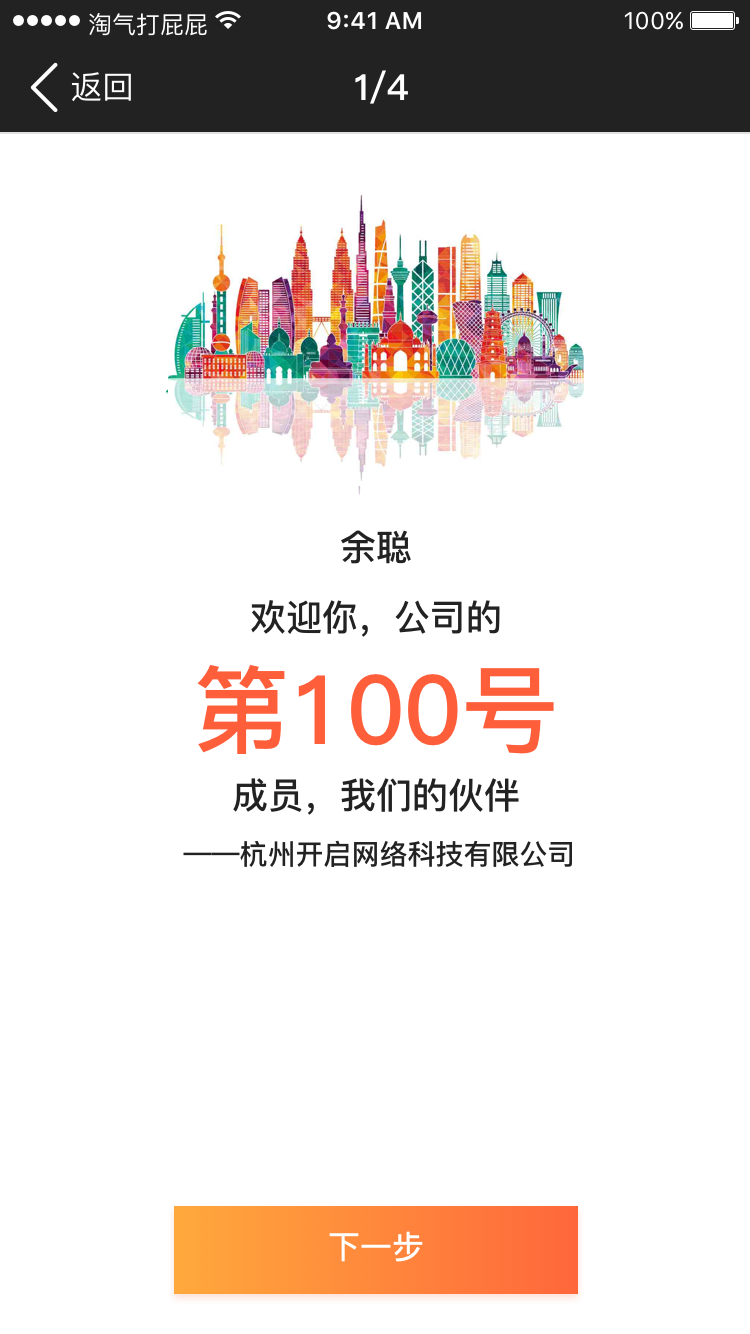 淘气打屁屁 9:41 AM 100%
返回 1/4
余聪
欢迎你，公司的
第100号
成员，我们的伙伴
——杭州开启网络科技有限公司
下一步